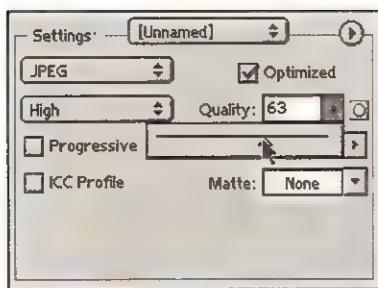 Settings: [Unnamed]
JPEG
Optimized
High
Quality: 63
Progressive
ICC Profile
Matte: None